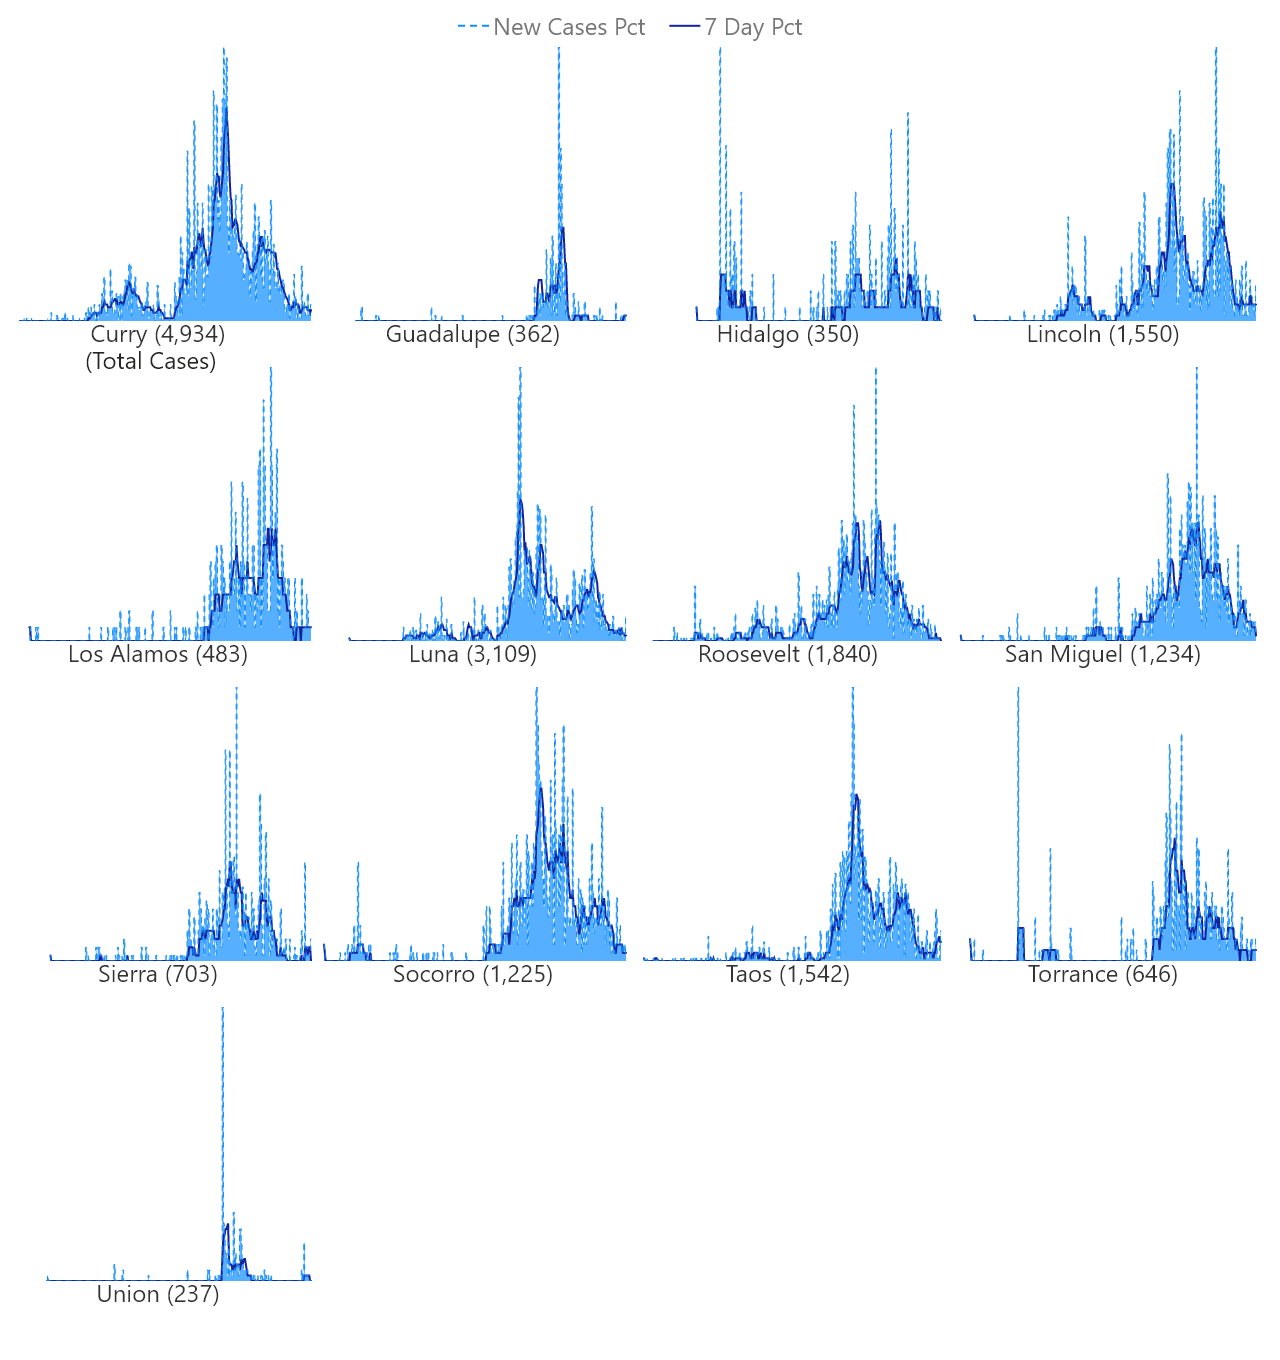 New Cases Pct 7 Day Pct
Curry (4,934) Guadalupe (362) Hidalgo (350) Lincoln (1,550)
(Total Cases)
Los Alamos (483) Luna (3,109) Roosevelt (1,840) San Miguel (1,234)
Sierra (703) Socorro (1,225) Taos (1,542) Torrance (646)
Union (237)